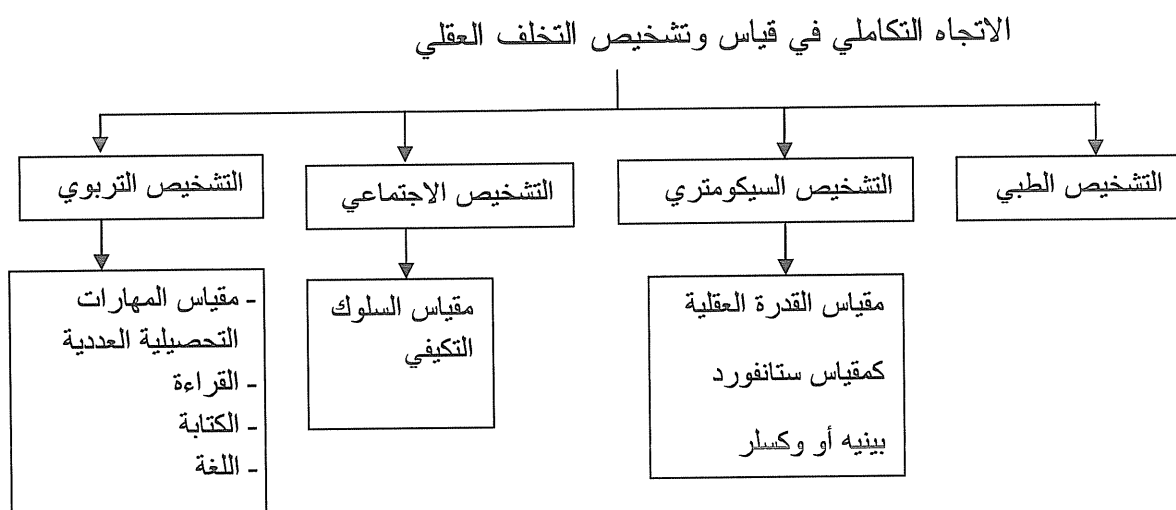 الاتجاه التكاملي في قياس وتشخيص التخلف العقلي
التشخيص الطبي
التشخيص السيكومتري
التشخيص الاجتماعي
التشخيص التربوي
مقياس القدرة العقلية
كمقياس ستانفورد
بينيه أو وكسلر
مقياس السلوك
التكيفي
- مقياس المهارات
التحصيلية العددية
- القراءة
- الكتابة
- اللغة